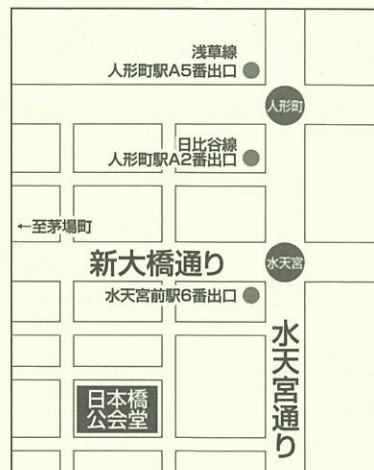 浅草線
人形町駅A5番出口
人形町
日比谷線
人形町駅A2番出口
←至茅場町
新大橋通り
水天宮
水天宮前駅6番出口
水天宮通り
日本橋
公会堂